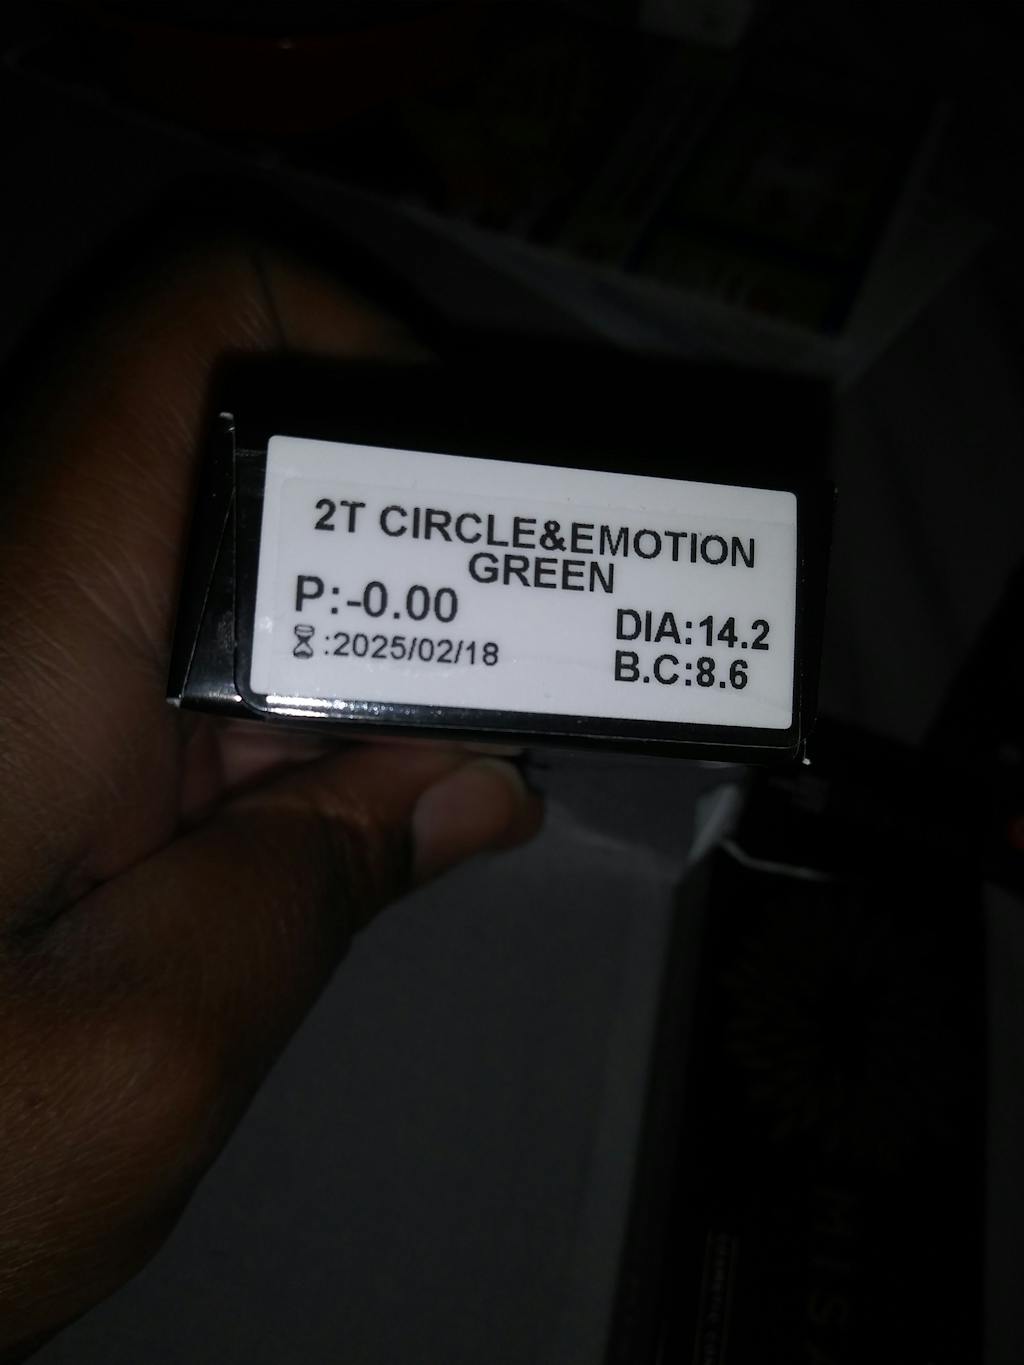 2T CIRCLE&EMOTION
GREEN
P:-0.00
DIA:14.2
⌛:2025/02/18
B.C:8.6